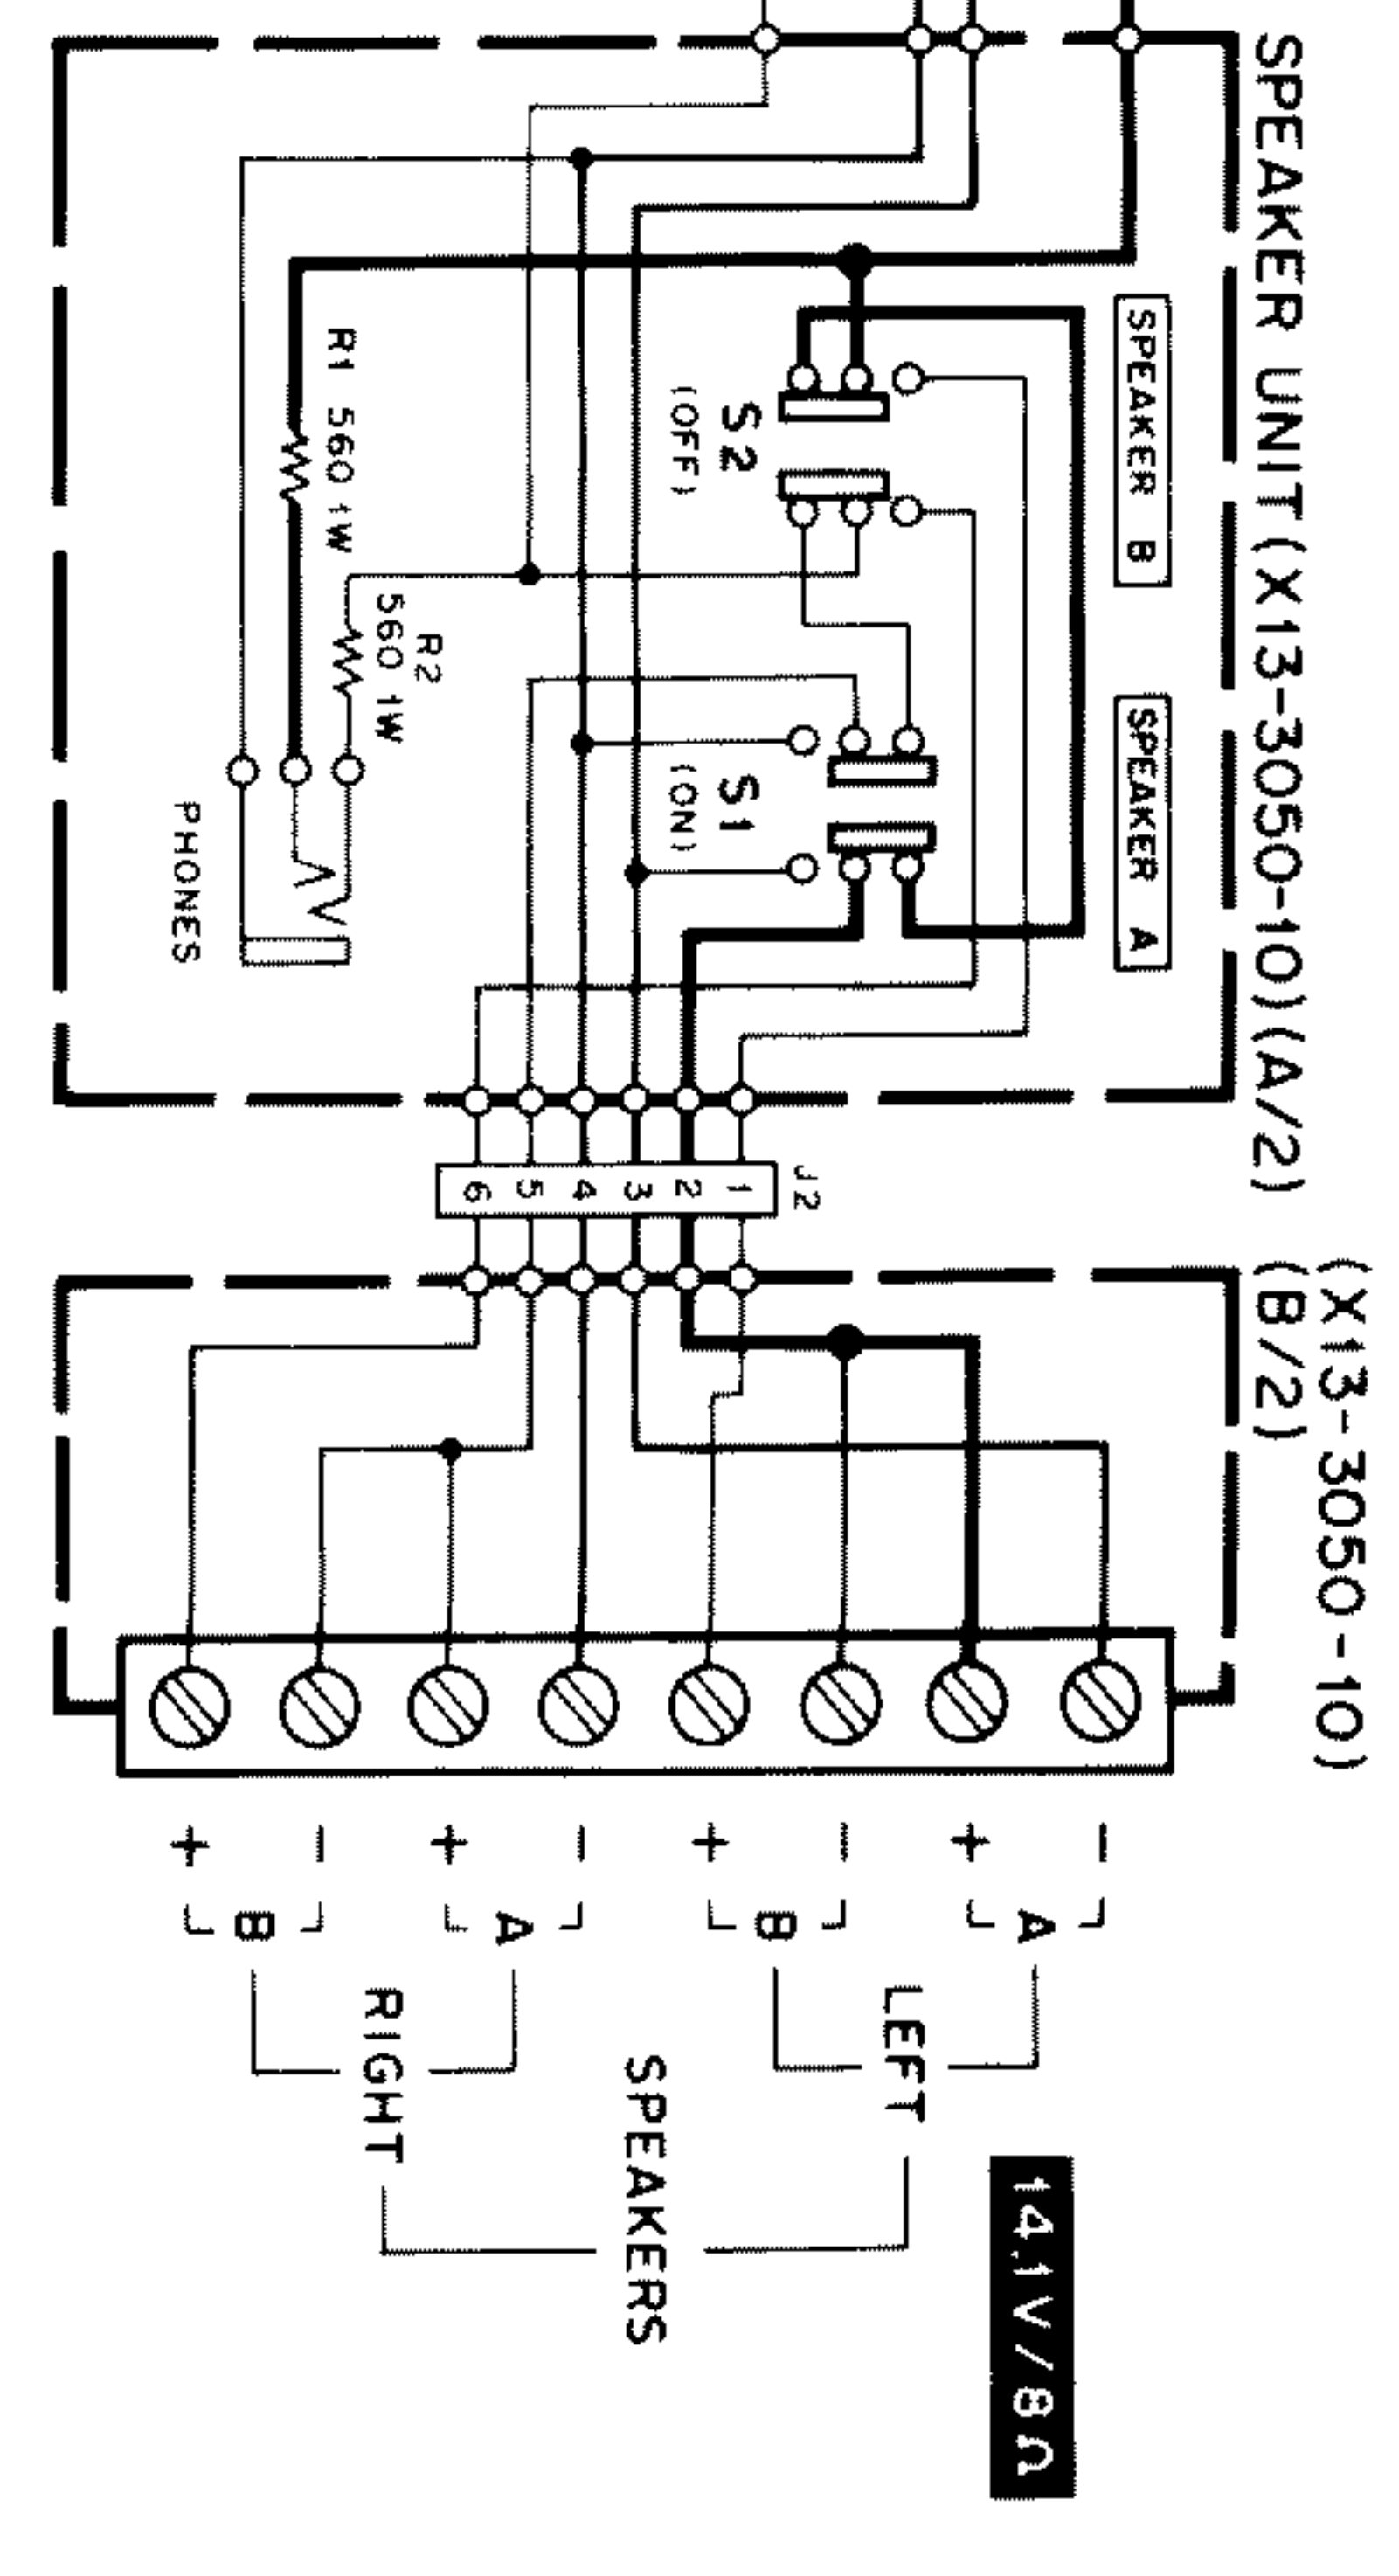 SPEAKER UNIT (X13-3050-10)(A/2)
(X13-3050-10)
(B/2)
SPEAKER B
SPEAKER A
S2
(OFF)
S1
(ON)
R1 560 1W
R2
560 1W
PHONES
J2
1
2
3
4
5
6
+ - + - + - + -
B A B A
RIGHT
LEFT
SPEAKERS
14.1V/8Ω